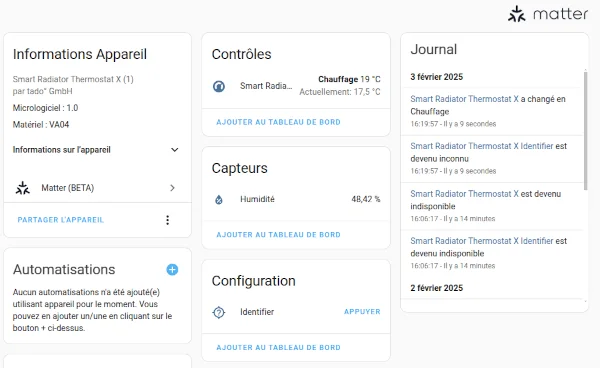 matter
Informations Appareil
Smart Radiator Thermostat X (1)
par tado° GmbH
Micrologiciel : 1.0
Matériel : VA04
Informations sur l'appareil
Matter (BETA)
PARTAGER L'APPAREIL
Automatisations
Aucun automatisations n'a été ajouté(e)
utilisant appareil pour le moment. Vous
pouvez en ajouter un/une en cliquant sur le
bouton + ci-dessus.
Contrôles
Smart Radia... Chauffage 19 °C
Actuellement: 17,5 °C
AJOUTER AU TABLEAU DE BORD
Capteurs
Humidité 48,42 %
AJOUTER AU TABLEAU DE BORD
Configuration
Identifier APPUYER
AJOUTER AU TABLEAU DE BORD
Journal
3 février 2025
Smart Radiator Thermostat X a changé en
Chauffage
16:19:57 - Il y a 9 secondes
Smart Radiator Thermostat X Identifier est
devenu inconnu
16:19:57 - Il y a 9 secondes
Smart Radiator Thermostat X est devenu
indisponible
16:06:17 - Il y a 14 minutes
Smart Radiator Thermostat X Identifier est
devenu indisponible
16:06:17 - Il y a 14 minutes
2 février 2025